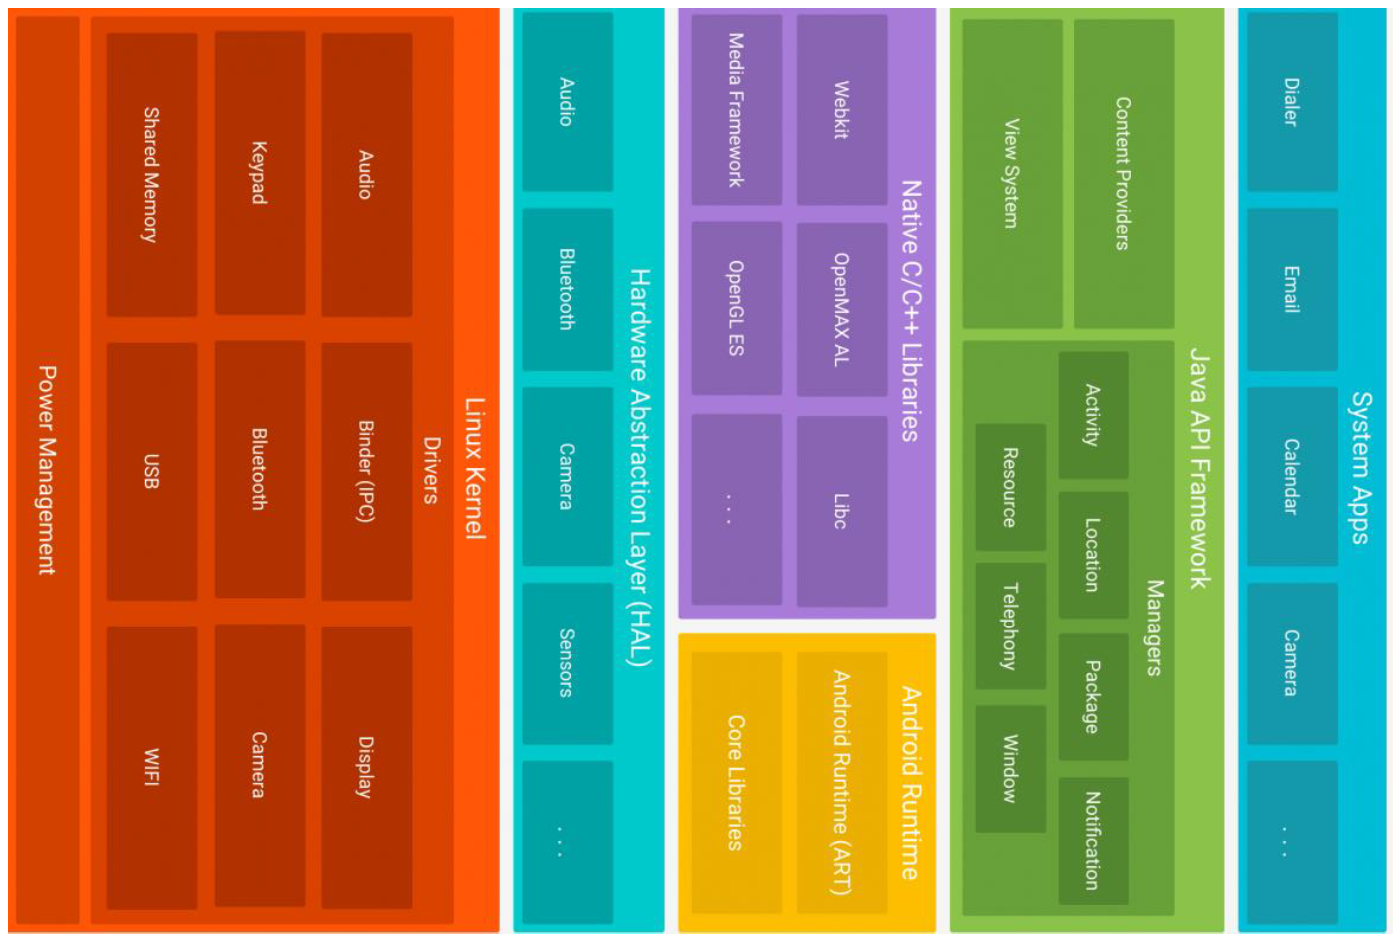 System Apps
Dialer
Email
Calendar
Camera
. . .
Java API Framework
Content Providers
View System
Managers
Activity
Location
Package
Notification
Resource
Telephony
Window
Native C/C++ Libraries
Webkit
OpenMAX AL
Libc
Media Framework
OpenGL ES
. . .
Android Runtime
Android Runtime (ART)
Core Libraries
Hardware Abstraction Layer (HAL)
Audio
Bluetooth
Camera
Sensors
. . .
Linux Kernel
Drivers
Audio
Binder (IPC)
Display
Keypad
Bluetooth
Camera
Shared Memory
USB
WIFI
Power Management